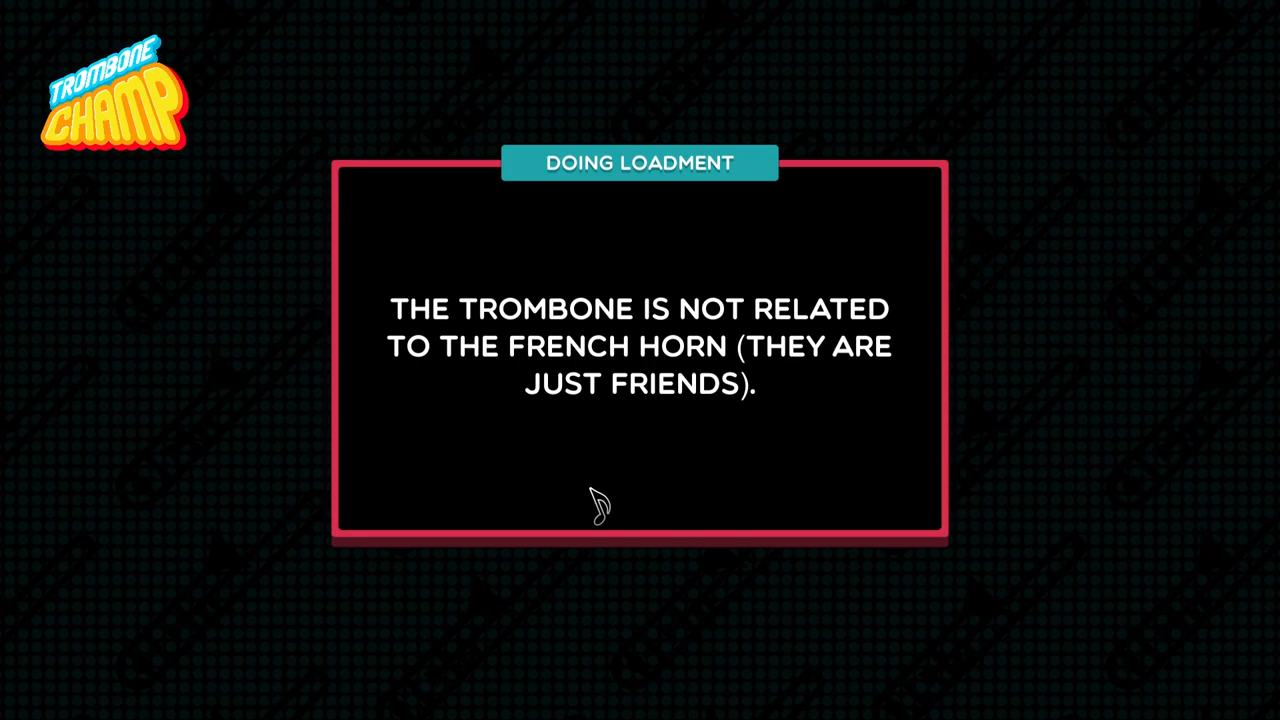 TROMBONE
CHAMP
DOING LOADMENT
THE TROMBONE IS NOT RELATED
TO THE FRENCH HORN (THEY ARE
JUST FRIENDS).